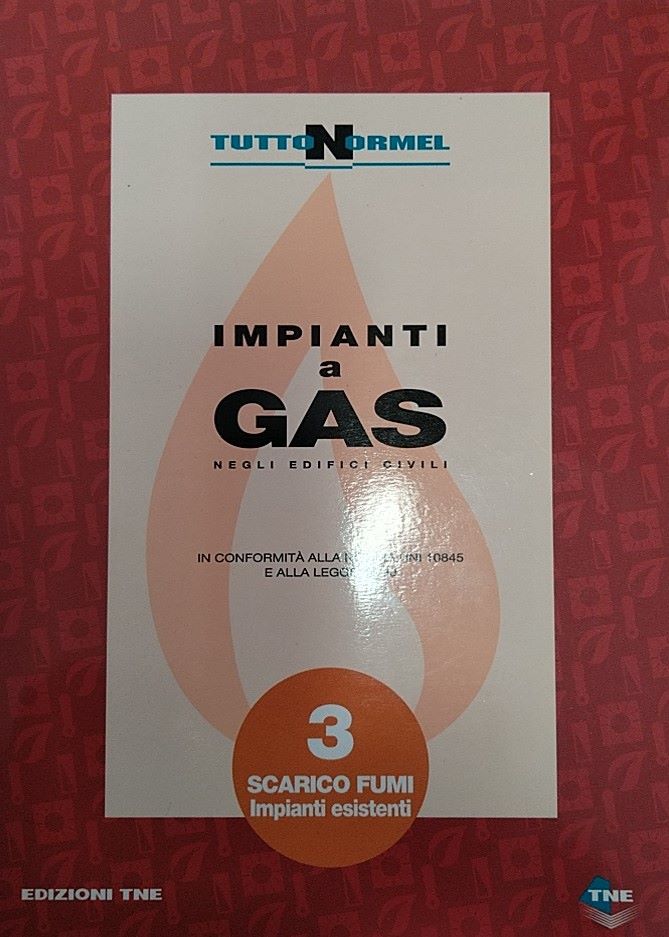 TUTTONORMEL
IMPIANTI
a
GAS
NEGLI EDIFICI CIVILI
IN CONFORMITÀ ALLA UNI 10845
E ALLA
3
SCARICO FUMI
Impianti esistenti
EDIZIONI TNE
TNE